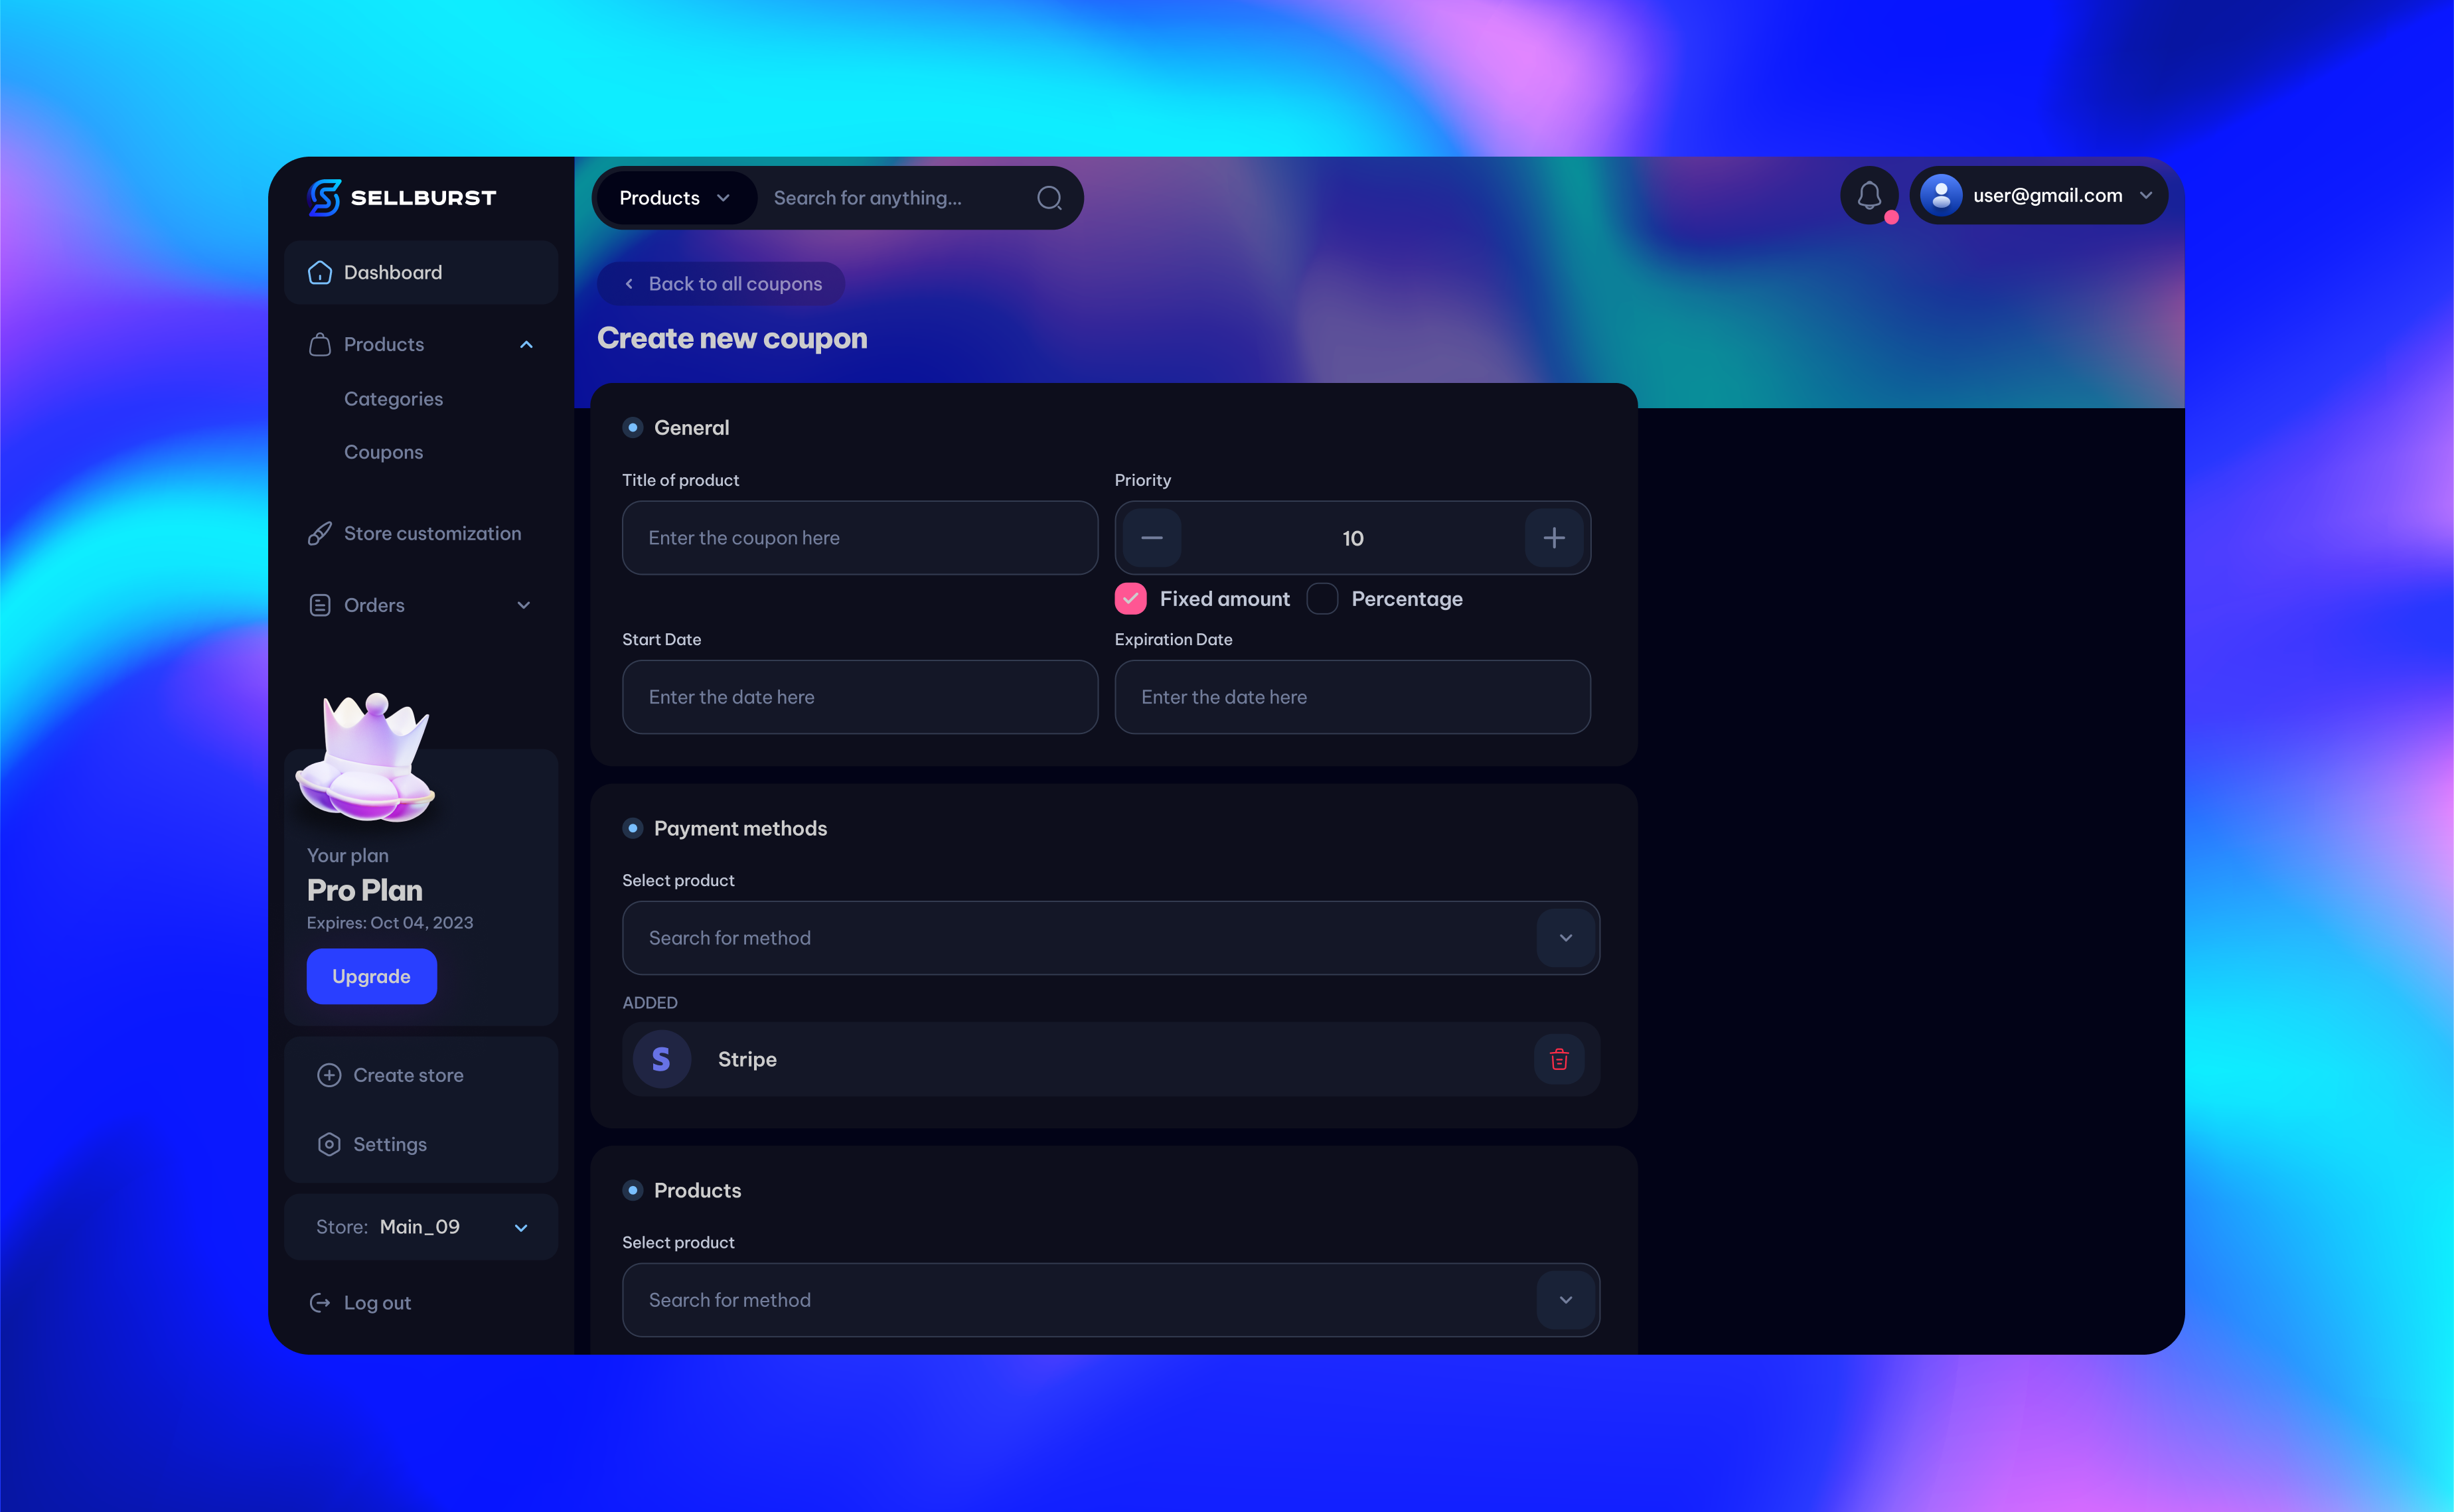 SELLBURST
Products
Search for anything...
user@gmail.com
Dashboard
Products
Categories
Coupons
Store customization
Orders
Your plan
Pro Plan
Expires: Oct 04, 2023
Upgrade
Create store
Settings
Store: Main_09
Log out
Back to all coupons
Create new coupon
General
Title of product
Enter the coupon here
Priority
10
Fixed amount
Percentage
Start Date
Enter the date here
Expiration Date
Enter the date here
Payment methods
Select product
Search for method
ADDED
S
Stripe
Products
Select product
Search for method